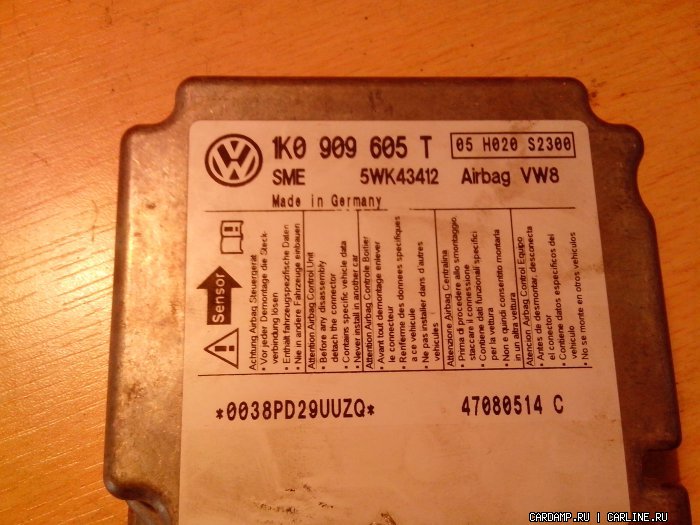 1K0 909 605 T
05 H020 S2300
SME 5WK43412 Airbag VW8
Made in Germany
Sensor
Achtung Airbag Steuergerät
• Vor jeder Demontage die Steck-
verbindung lösen
• Enthält fahrzeugspezifische Daten
• Nie in andere Fahrzeuge einbauen
Attention Airbag Control Unit
• Before any disassembly
detach the connector
• Contains specific vehicle data
• Never install in another car
Attention Airbag Controle Boitier
• Avant tout demontage enlever
le connecteur
• Renferme des donnees specifiques
a ce vehicule
• Ne pas installer dans d'autres
vehicules
Attenzione Airbag Centralina
• Prima di procedere allo smontaggio,
staccare il connessione
• Contiene dati funzionali specifici
per la vettura
• Non e quindi consentito montarla
in un altra vettura
Atencion Airbag Control Equipo
• Antes de desmontar, desconecta
el conector
• Contiene datos especificos del
vehiculo
• No se monte en otros vehiculos
*0038PD29UUZQ* 47080514 C
CARDAMP.RU | CARLINE.RU